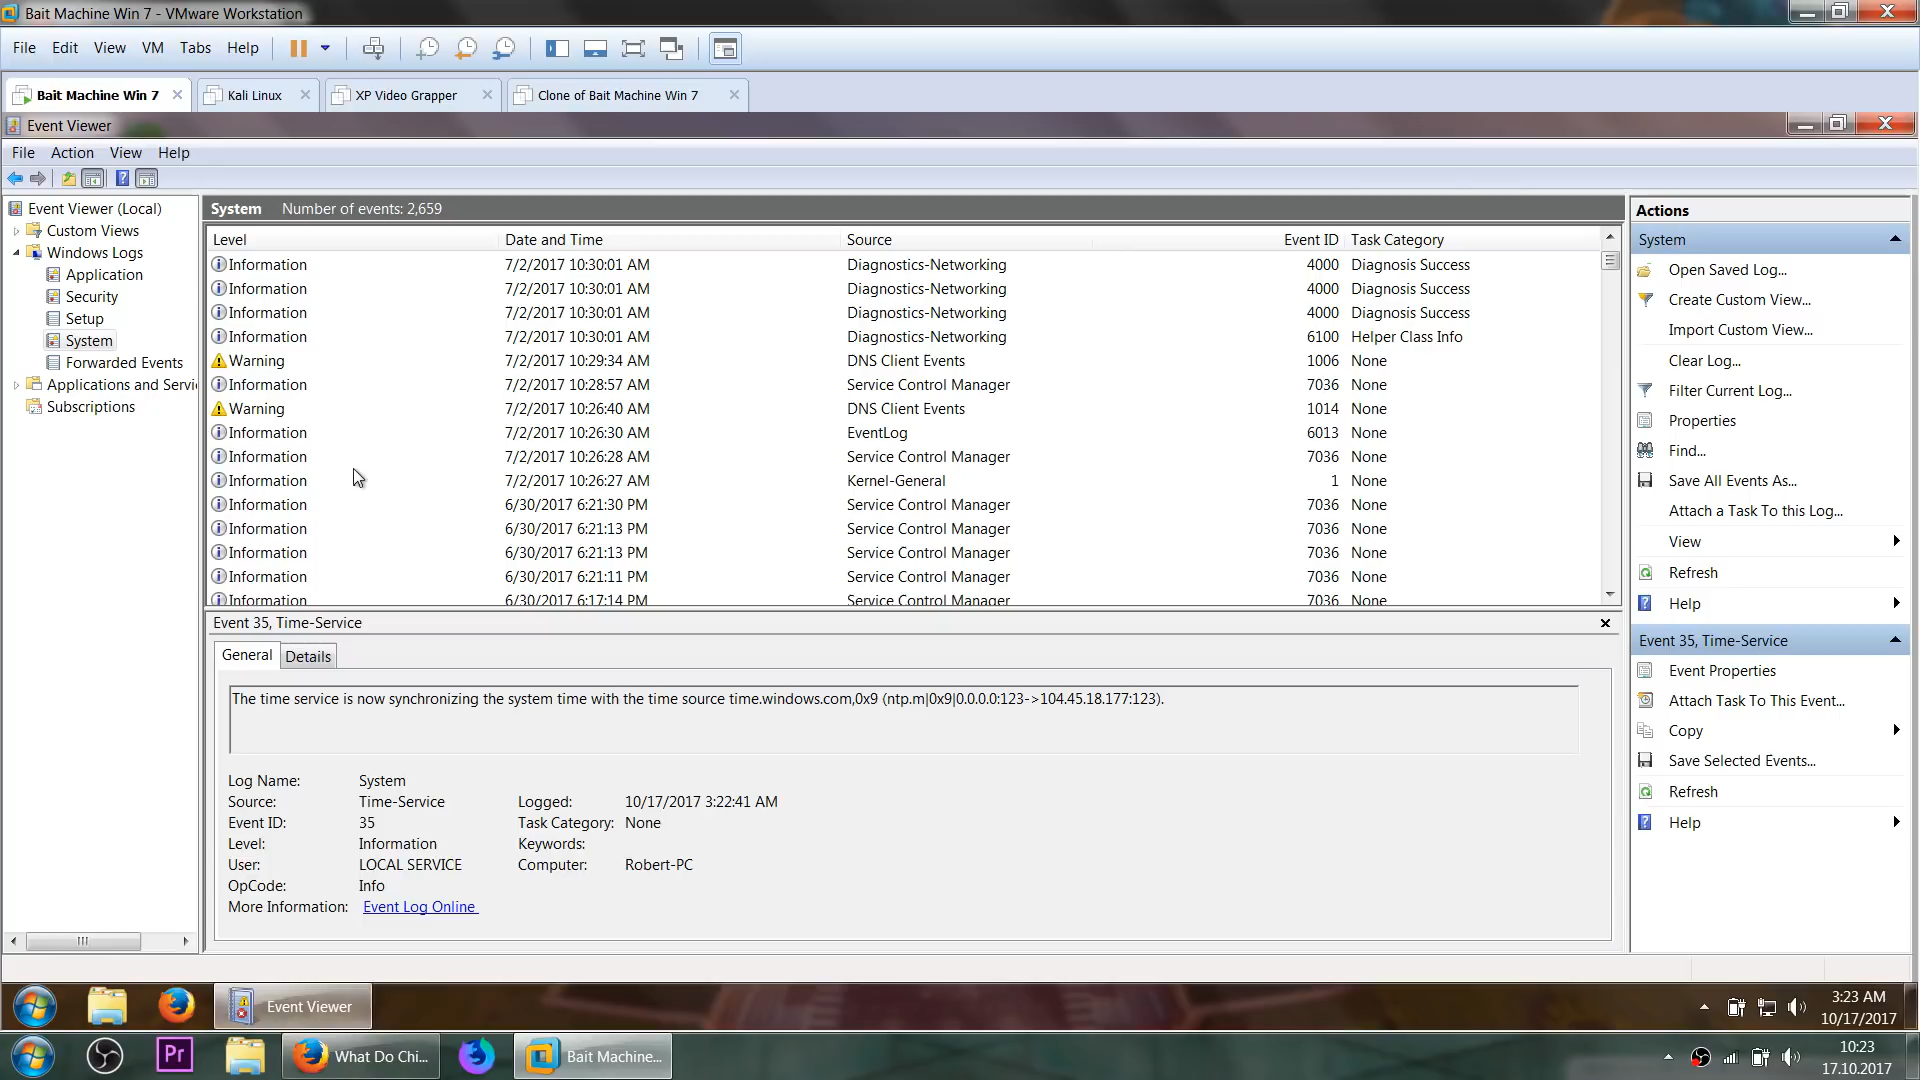 Bait Machine Win 7 - VMware Workstation
File Edit View VM Tabs Help
Bait Machine Win 7 Kali Linux XP Video Grapper Clone of Bait Machine Win 7
Event Viewer
File Action View Help
Event Viewer (Local)
Custom Views
Windows Logs
Application
Security
Setup
System
Forwarded Events
Applications and Servi
Subscriptions
System Number of events: 2,659
Level Date and Time Source Event ID Task Category
Information 7/2/2017 10:30:01 AM Diagnostics-Networking 4000 Diagnosis Success
Information 7/2/2017 10:30:01 AM Diagnostics-Networking 4000 Diagnosis Success
Information 7/2/2017 10:30:01 AM Diagnostics-Networking 4000 Diagnosis Success
Information 7/2/2017 10:30:01 AM Diagnostics-Networking 6100 Helper Class Info
Warning 7/2/2017 10:29:34 AM DNS Client Events 1006 None
Information 7/2/2017 10:28:57 AM Service Control Manager 7036 None
Warning 7/2/2017 10:26:40 AM DNS Client Events 1014 None
Information 7/2/2017 10:26:30 AM EventLog 6013 None
Information 7/2/2017 10:26:28 AM Service Control Manager 7036 None
Information 7/2/2017 10:26:27 AM Kernel-General 1 None
Information 6/30/2017 6:21:30 PM Service Control Manager 7036 None
Information 6/30/2017 6:21:13 PM Service Control Manager 7036 None
Information 6/30/2017 6:21:13 PM Service Control Manager 7036 None
Information 6/30/2017 6:21:11 PM Service Control Manager 7036 None
Information 6/30/2017 6:17:14 PM Service Control Manager 7036 None
Event 35, Time-Service
General Details
The time service is now synchronizing the system time with the time source time.windows.com,0x9 (ntp.m|0x9|0.0.0.0:123->104.45.18.177:123).
Log Name: System
Source: Time-Service Logged: 10/17/2017 3:22:41 AM
Event ID: 35 Task Category: None
Level: Information Keywords:
User: LOCAL SERVICE Computer: Robert-PC
OpCode: Info
More Information: Event Log Online
Actions
System
Open Saved Log...
Create Custom View...
Import Custom View...
Clear Log...
Filter Current Log...
Properties
Find...
Save All Events As...
Attach a Task To this Log...
View
Refresh
Help
Event 35, Time-Service
Event Properties
Attach Task To This Event...
Copy
Save Selected Events...
Refresh
Help
Event Viewer
3:23 AM
10/17/2017
Pr
What Do Chi...
Bait Machine...
10:23
17.10.2017